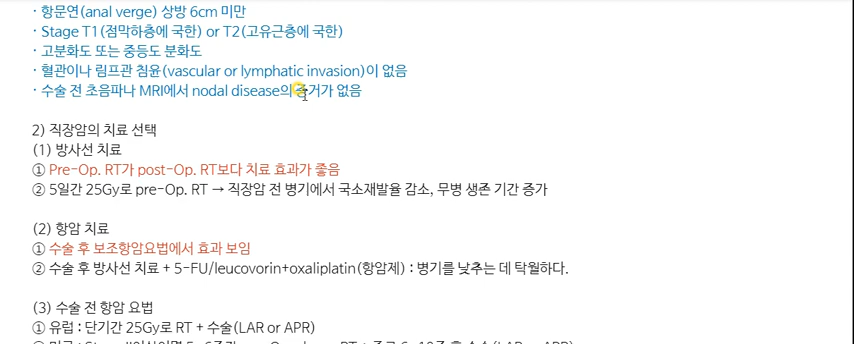 · 항문연(anal verge) 상방 6cm 미만
· Stage T1(점막하층에 국한) or T2(고유근층에 국한)
· 고분화도 또는 중등도 분화도
· 혈관이나 림프관 침윤(vascular or lymphatic invasion)이 없음
· 수술 전 초음파나 MRI에서 nodal disease의 증거가 없음
2) 직장암의 치료 선택
(1) 방사선 치료
① Pre-Op. RT가 post-Op. RT보다 치료 효과가 좋음
② 5일간 25Gy로 pre-Op. RT → 직장암 전 병기에서 국소재발율 감소, 무병 생존 기간 증가
(2) 항암 치료
① 수술 후 보조항암요법에서 효과 보임
② 수술 후 방사선 치료 + 5-FU/leucovorin+oxaliplatin(항암제) : 병기를 낮추는 데 탁월하다.
(3) 수술 전 항암 요법
① 유럽 : 단기간 25Gy로 RT + 수술(LAR or APR)